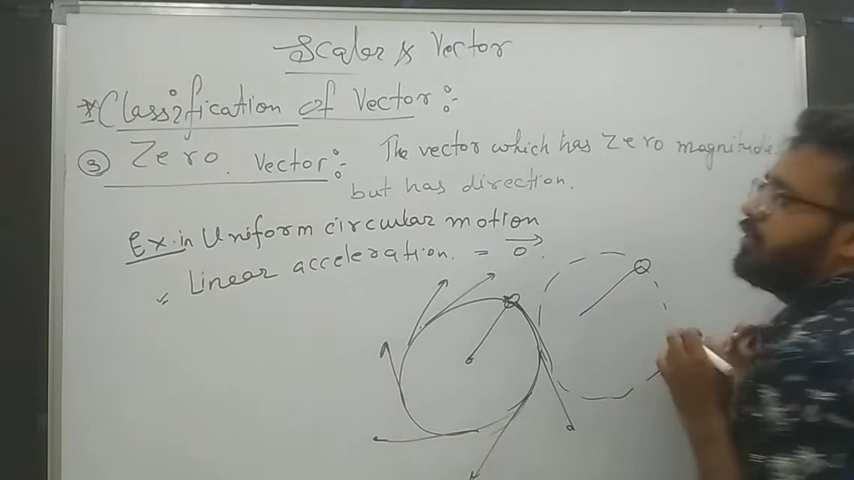 Scaler & Vector
* Classification of Vector :-
③ Zero Vector :- The vector which has zero magnitude
but has direction.
Ex. in Uniform circular motion
Linear acceleration. = →0.